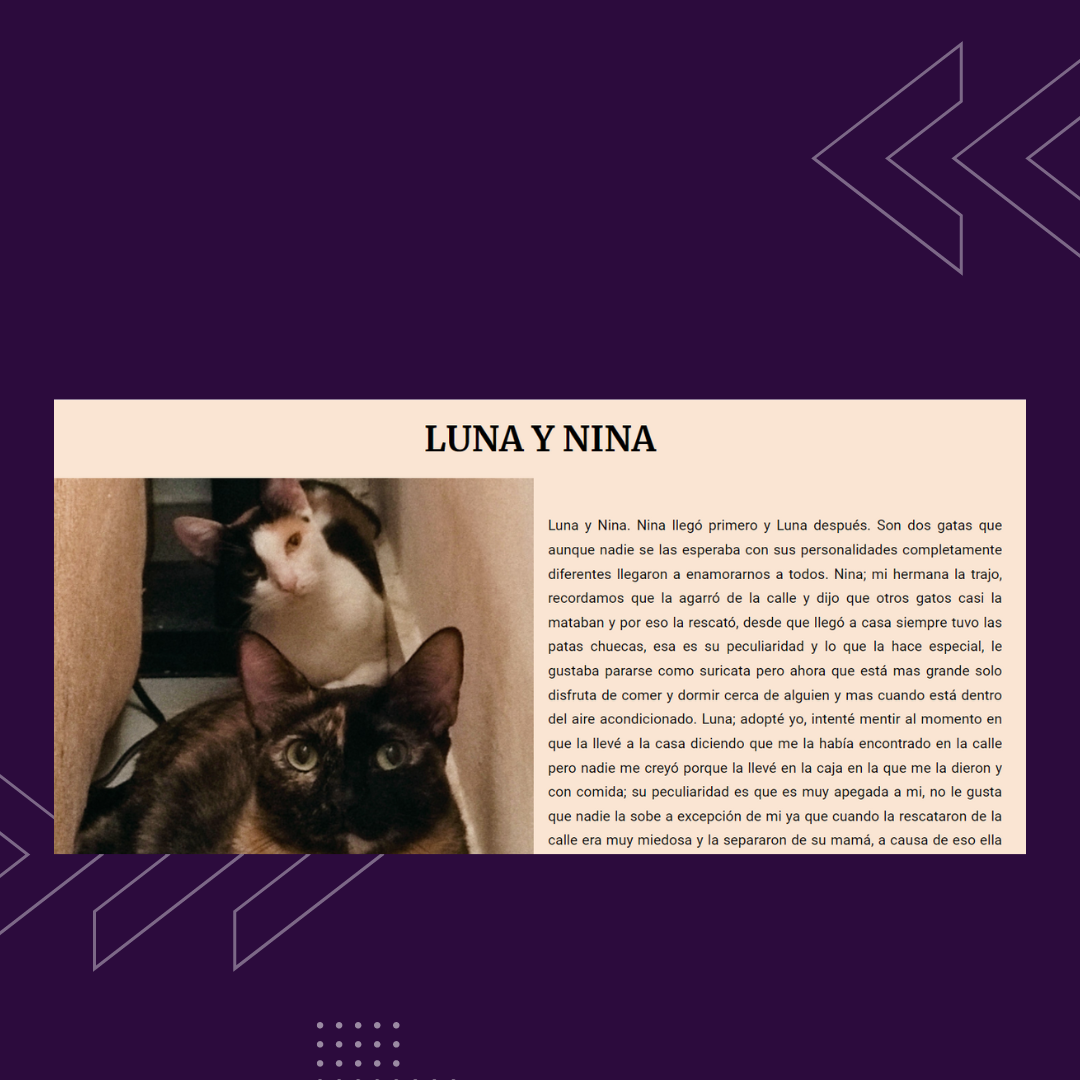 LUNA Y NINA
Luna y Nina. Nina llegó primero y Luna después. Son dos gatas que
aunque nadie se las esperaba con sus personalidades completamente
diferentes llegaron a enamorarnos a todos. Nina; mi hermana la trajo,
recordamos que la agarró de la calle y dijo que otros gatos casi la
mataban y por eso la rescató, desde que llegó a casa siempre tuvo las
patas chuecas, esa es su peculiaridad y lo que la hace especial, le
gustaba pararse como suricata pero ahora que está mas grande solo
disfruta de comer y dormir cerca de alguien y mas cuando está dentro
del aire acondicionado. Luna; adopté yo, intenté mentir al momento en
que la llevé a la casa diciendo que me la había encontrado en la calle
pero nadie me creyó porque la llevé en la caja en la que me la dieron y
con comida; su peculiaridad es que es muy apegada a mi, no le gusta
que nadie la sobe a excepción de mi ya que cuando la rescataron de la
calle era muy miedosa y la separaron de su mamá, a causa de eso ella